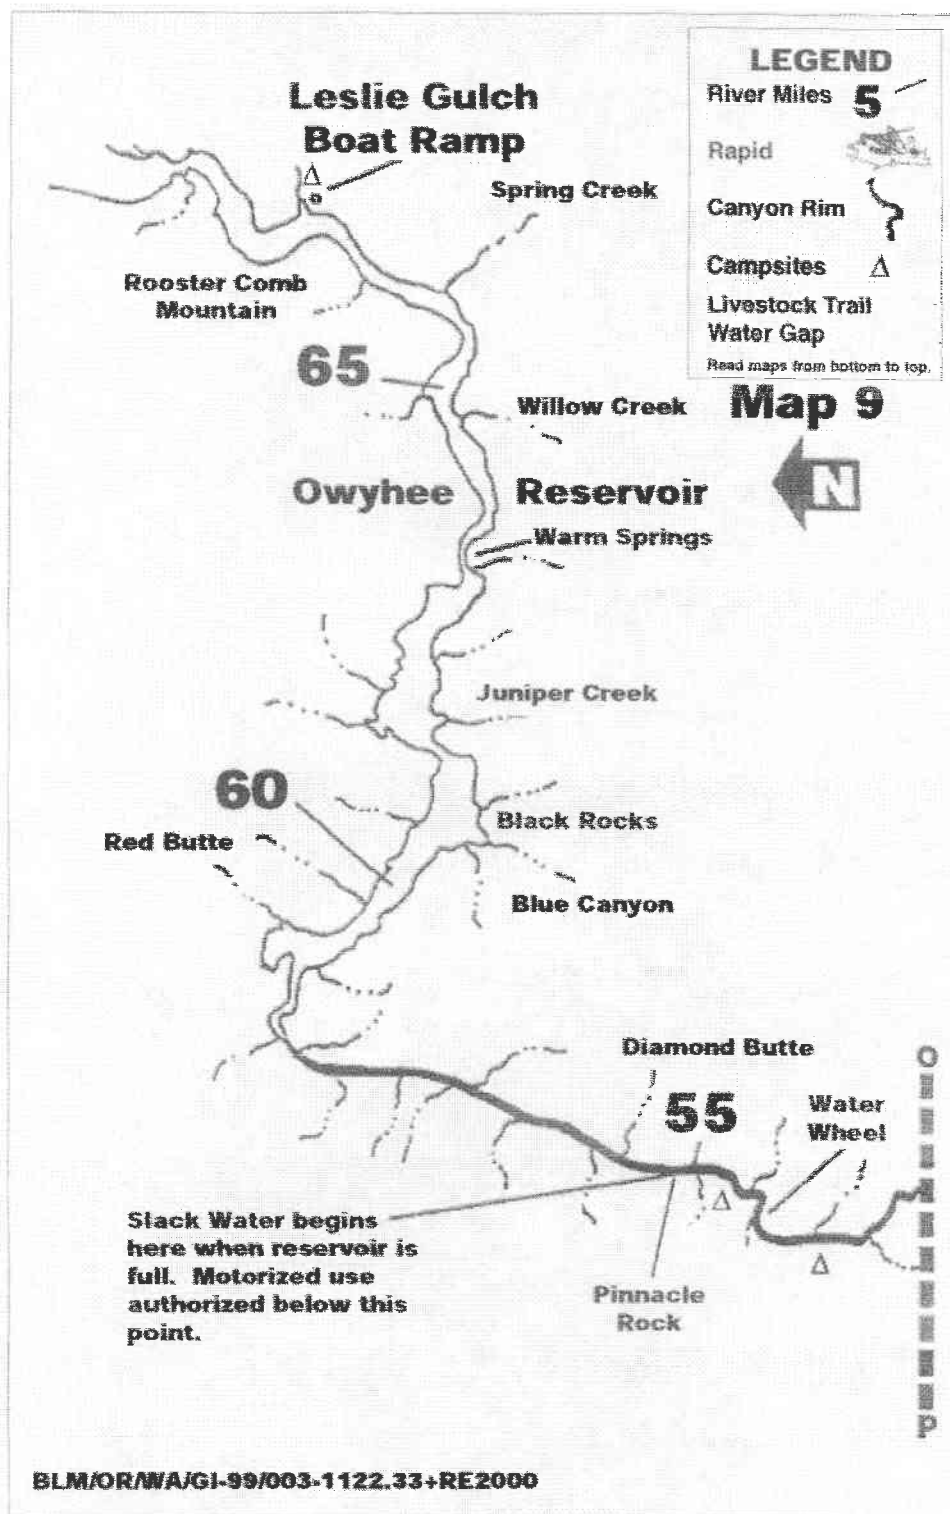 LEGEND
River Miles 5
Rapid
Canyon Rim
Campsites Δ
Livestock Trail
Water Gap
Read maps from bottom to top.
Map 9
N
Leslie Gulch
Boat Ramp
Δ
Spring Creek
Rooster Comb
Mountain
65
Willow Creek
Owyhee Reservoir
Warm Springs
Juniper Creek
60
Black Rocks
Red Butte
Blue Canyon
Diamond Butte
55
Water
Wheel
Δ
Δ
Slack Water begins
here when reservoir is
full. Motorized use
authorized below this
point.
Pinnacle
Rock
BLM/OR/WA/GI-99/003-1122.33+RE2000